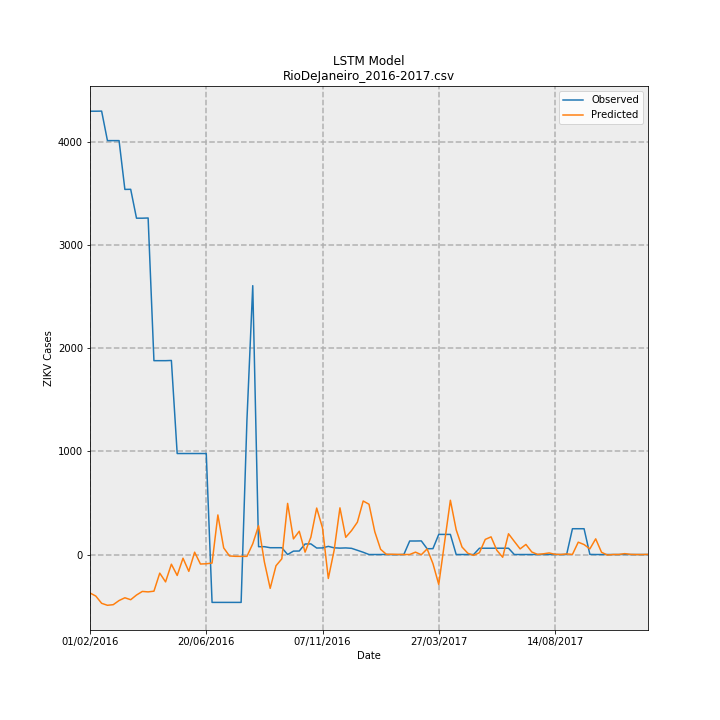 LSTM Model
RioDeJaneiro_2016-2017.csv
Observed
Predicted
4000
3000
2000
1000
0
ZIKV Cases
01/02/2016
20/06/2016
07/11/2016
27/03/2017
14/08/2017
Date